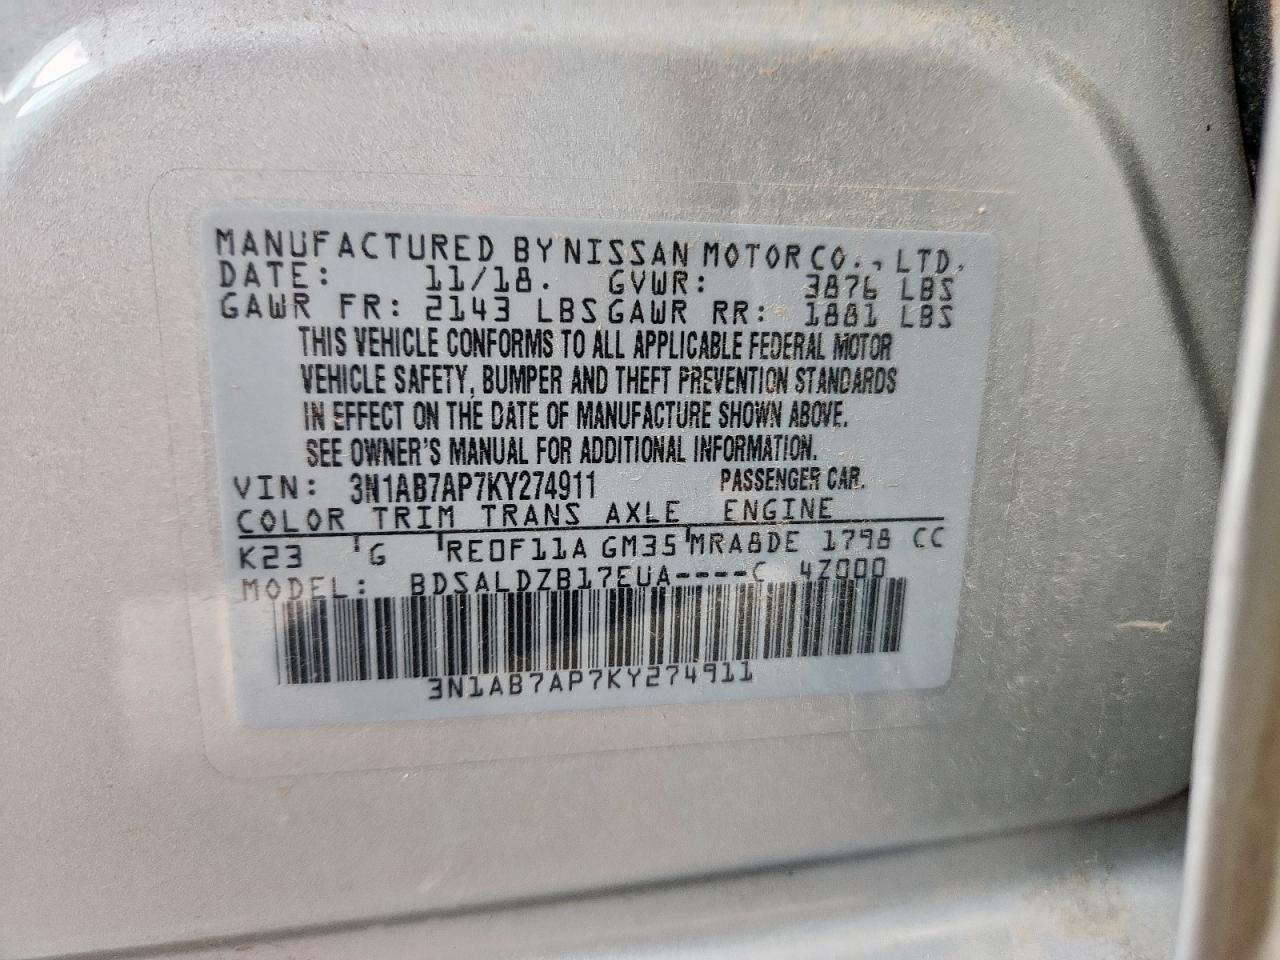 MANUFACTURED BY NISSAN MOTOR CO., LTD.
DATE: 11/18. GVWR: 3876 LBS
GAWR FR: 2143 LBS GAWR RR: 1881 LBS
THIS VEHICLE CONFORMS TO ALL APPLICABLE FEDERAL MOTOR
VEHICLE SAFETY, BUMPER AND THEFT PREVENTION STANDARDS
IN EFFECT ON THE DATE OF MANUFACTURE SHOWN ABOVE.
SEE OWNER'S MANUAL FOR ADDITIONAL INFORMATION.
VIN: 3N1AB7AP7KY274911 PASSENGER CAR.
COLOR TRIM TRANS AXLE ENGINE
K23 G RE0F11A GM35 MRA8DE 1798 CC
MODEL: BDSALDZB17EUA----C 4Z000
3N1AB7AP7KY274911